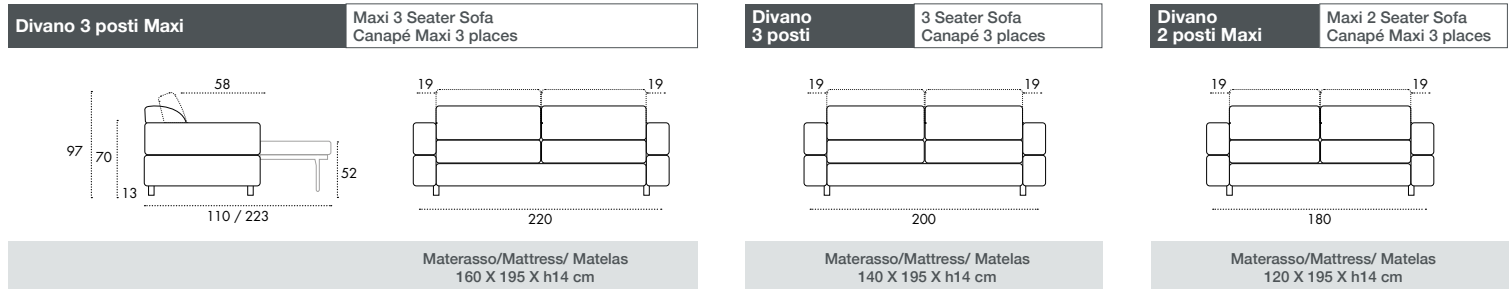 Divano 3 posti Maxi
Maxi 3 Seater Sofa
Canapé Maxi 3 places
58
97
70
13
52
110 / 223
19
19
220
Materasso/Mattress/ Matelas
160 X 195 X h14 cm
Divano
3 posti
3 Seater Sofa
Canapé 3 places
19
19
200
Materasso/Mattress/ Matelas
140 X 195 X h14 cm
Divano
2 posti Maxi
Maxi 2 Seater Sofa
Canapé Maxi 3 places
19
19
180
Materasso/Mattress/ Matelas
120 X 195 X h14 cm